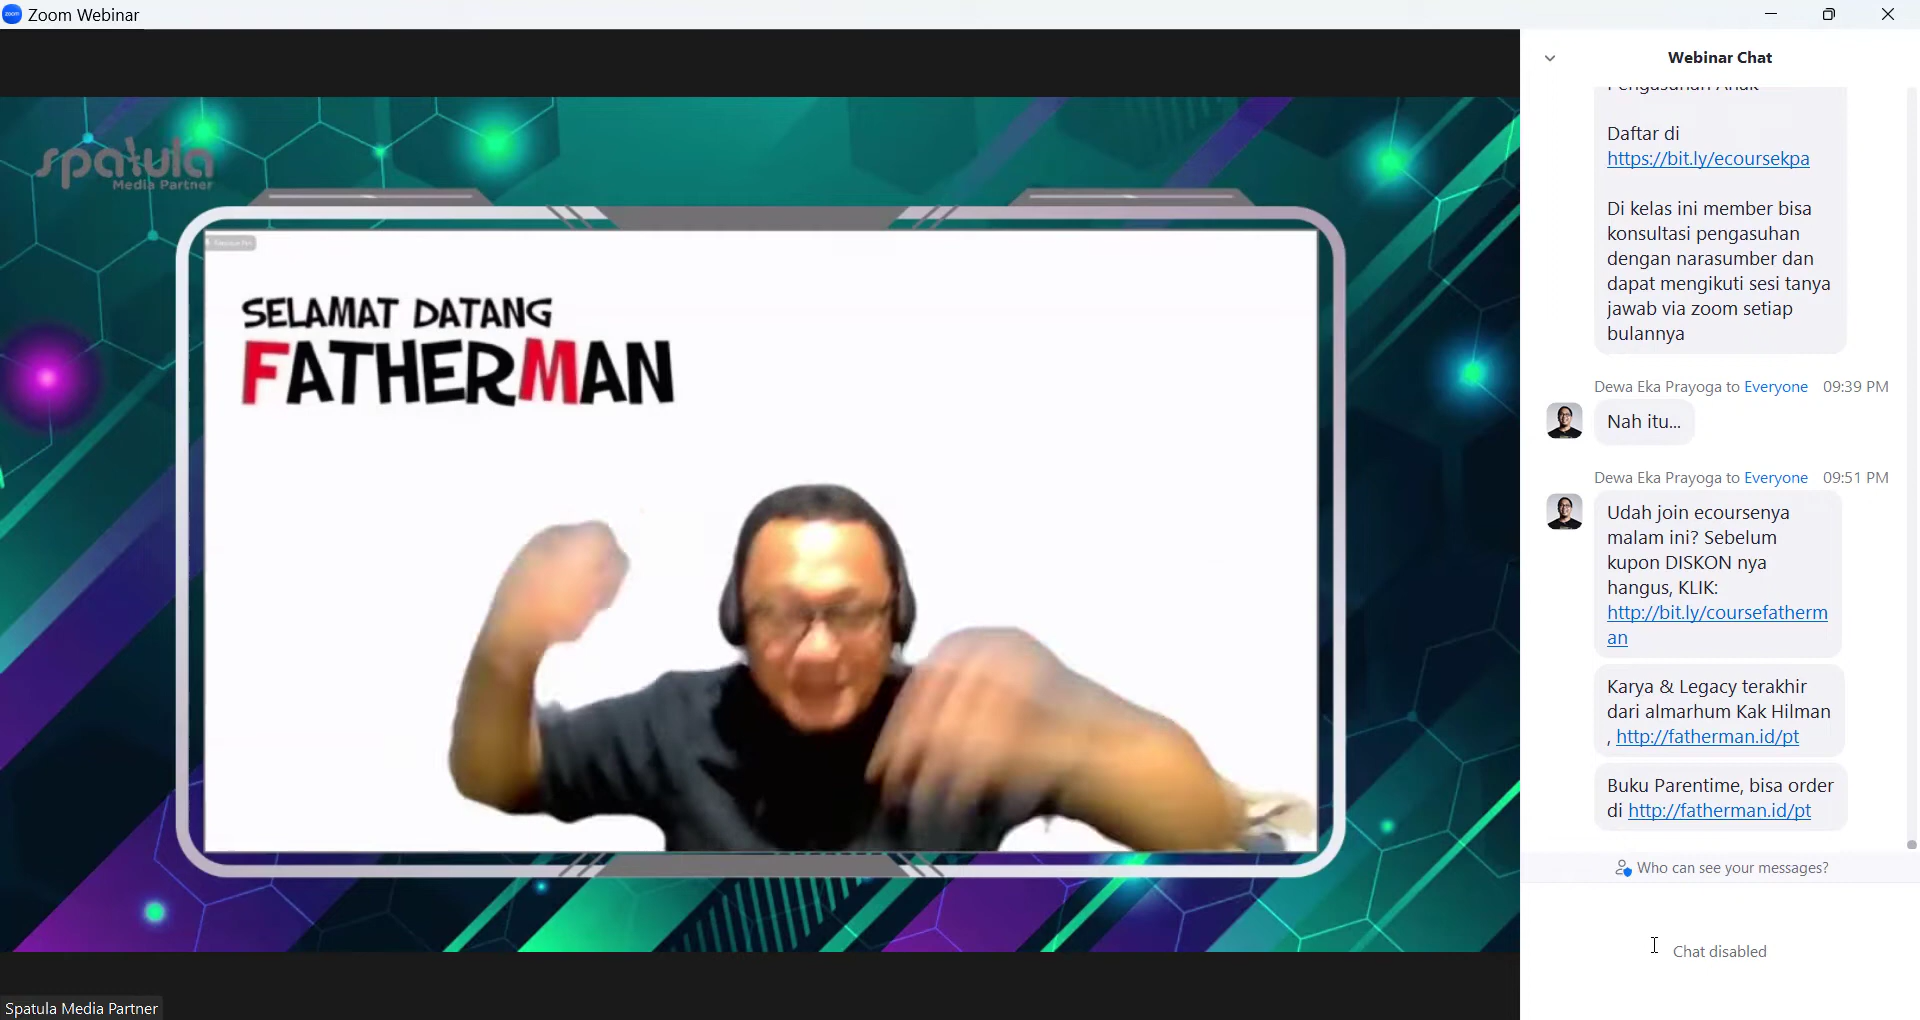 Zoom Webinar
spatula
Media Partner
SELAMAT DATANG
FATHERMAN
Spatula Media Partner
Webinar Chat
Pengasuhan Anak
Daftar di
https://bit.ly/ecoursekpa
Di kelas ini member bisa
konsultasi pengasuhan
dengan narasumber dan
dapat mengikuti sesi tanya
jawab via zoom setiap
bulannya
Dewa Eka Prayoga to Everyone 09:39 PM
Nah itu...
Dewa Eka Prayoga to Everyone 09:51 PM
Udah join ecoursenya
malam ini? Sebelum
kupon DISKON nya
hangus, KLIK:
http://bit.ly/coursefatherm
an
Karya & Legacy terakhir
dari almarhum Kak Hilman
, http://fatherman.id/pt
Buku Parentime, bisa order
di http://fatherman.id/pt
Who can see your messages?
Chat disabled